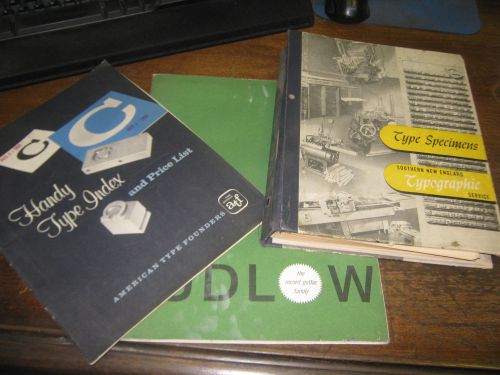 Handy
Type Index
and Price List
AMERICAN TYPE FOUNDERS
atf
C
C
UDLOW
the
record gothic
family
Type Specimens
SOUTHERN NEW ENGLAND
Typographic
SERVICE